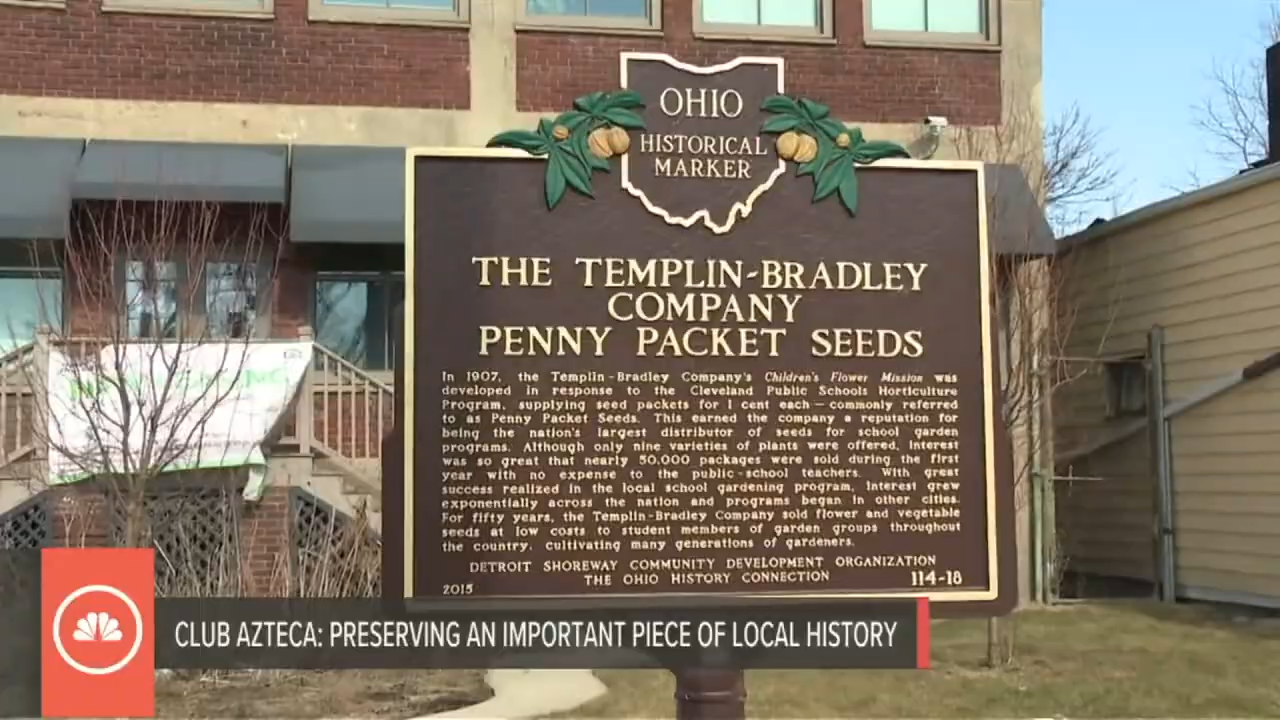 OHIO
HISTORICAL
MARKER
THE TEMPLIN-BRADLEY
COMPANY
PENNY PACKET SEEDS
In 1907, the Templin-Bradley Company's Children's Flower Mission was
developed in response to the Cleveland Public Schools Horticulture
Program, supplying seed packets for 1 cent each — commonly referred
to as Penny Packet Seeds. This earned the company a reputation for
being the nation's largest distributor of seeds for school garden
programs. Although only nine varieties of plants were offered, interest
was so great that nearly 50,000 packages were sold during the first
year with no expense to the public-school teachers. With great
success realized in the local school gardening program, interest grew
exponentially across the nation and programs began in other cities.
For fifty years, the Templin-Bradley Company sold flower and vegetable
seeds at low costs to student members of garden groups throughout
the country, cultivating many generations of gardeners.
DETROIT SHOREWAY COMMUNITY DEVELOPMENT ORGANIZATION
THE OHIO HISTORY CONNECTION
2015 114-18
CLUB AZTECA: PRESERVING AN IMPORTANT PIECE OF LOCAL HISTORY